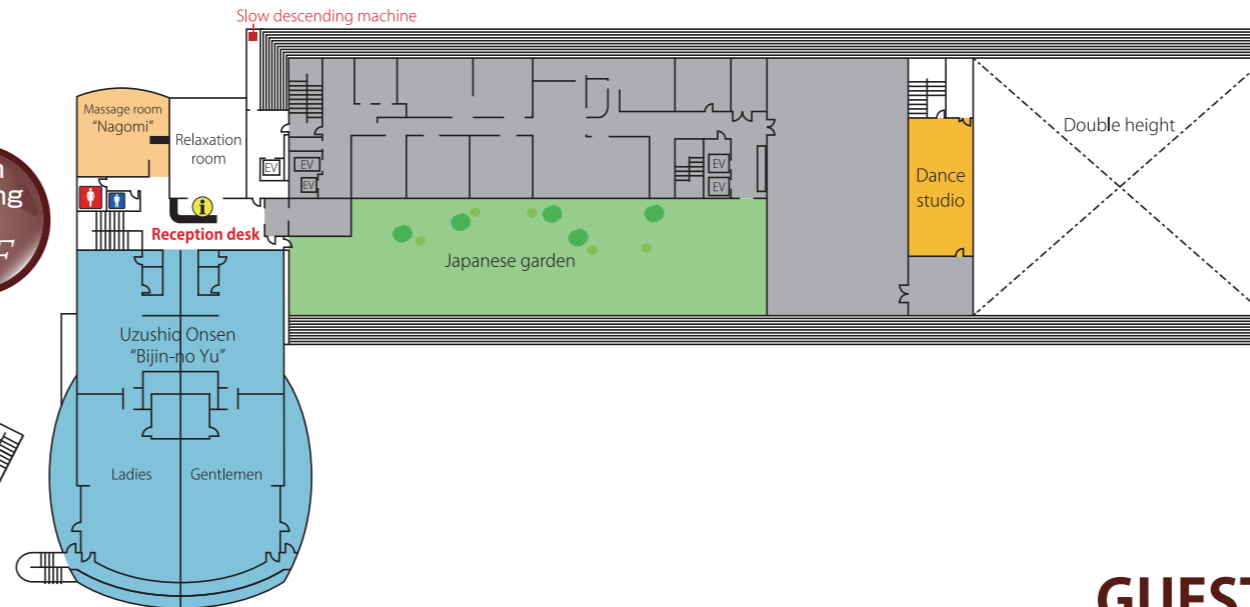 Slow descending machine
Massage room
"Nagomi"
Relaxation
room
EV
EV
EV
EV
EV
i
Reception desk
Japanese garden
Dance
studio
Double height
Uzushio Onsen
"Bijin-no Yu"
Ladies
Gentlemen
GUEST